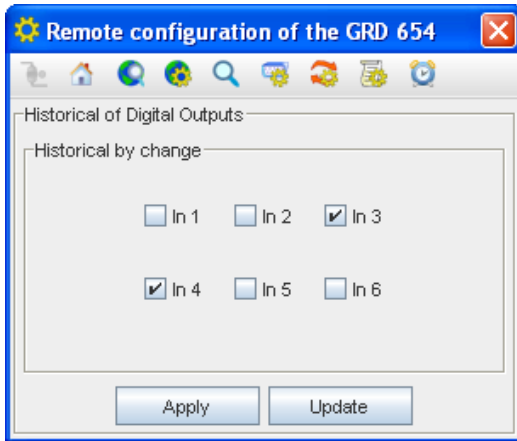 Remote configuration of the GRD 654
Historical of Digital Outputs
Historical by change
In 1 In 2 In 3
In 4 In 5 In 6
Apply Update